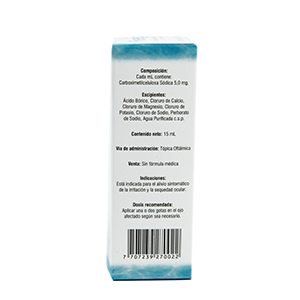 Composición:
Cada mL contiene:
Carboximetilcelulosa Sódica 5,0 mg.
Excipientes:
Ácido Bórico, Cloruro de Calcio,
Cloruro de Magnesio, Cloruro de
Potasio, Cloruro de Sodio, Perborato
de Sodio, Agua Purificada c.s.p.
Contenido neto: 15 mL
Vía de administración: Tópica Oftálmica
Venta: Sin fórmula médica
Indicaciones:
Está indicada para el alivio sintomático
de la irritación y la sequedad ocular.
Dosis recomendada:
Aplicar una o dos gotas en el ojo
afectado según sea necesario.
7 707239 270022